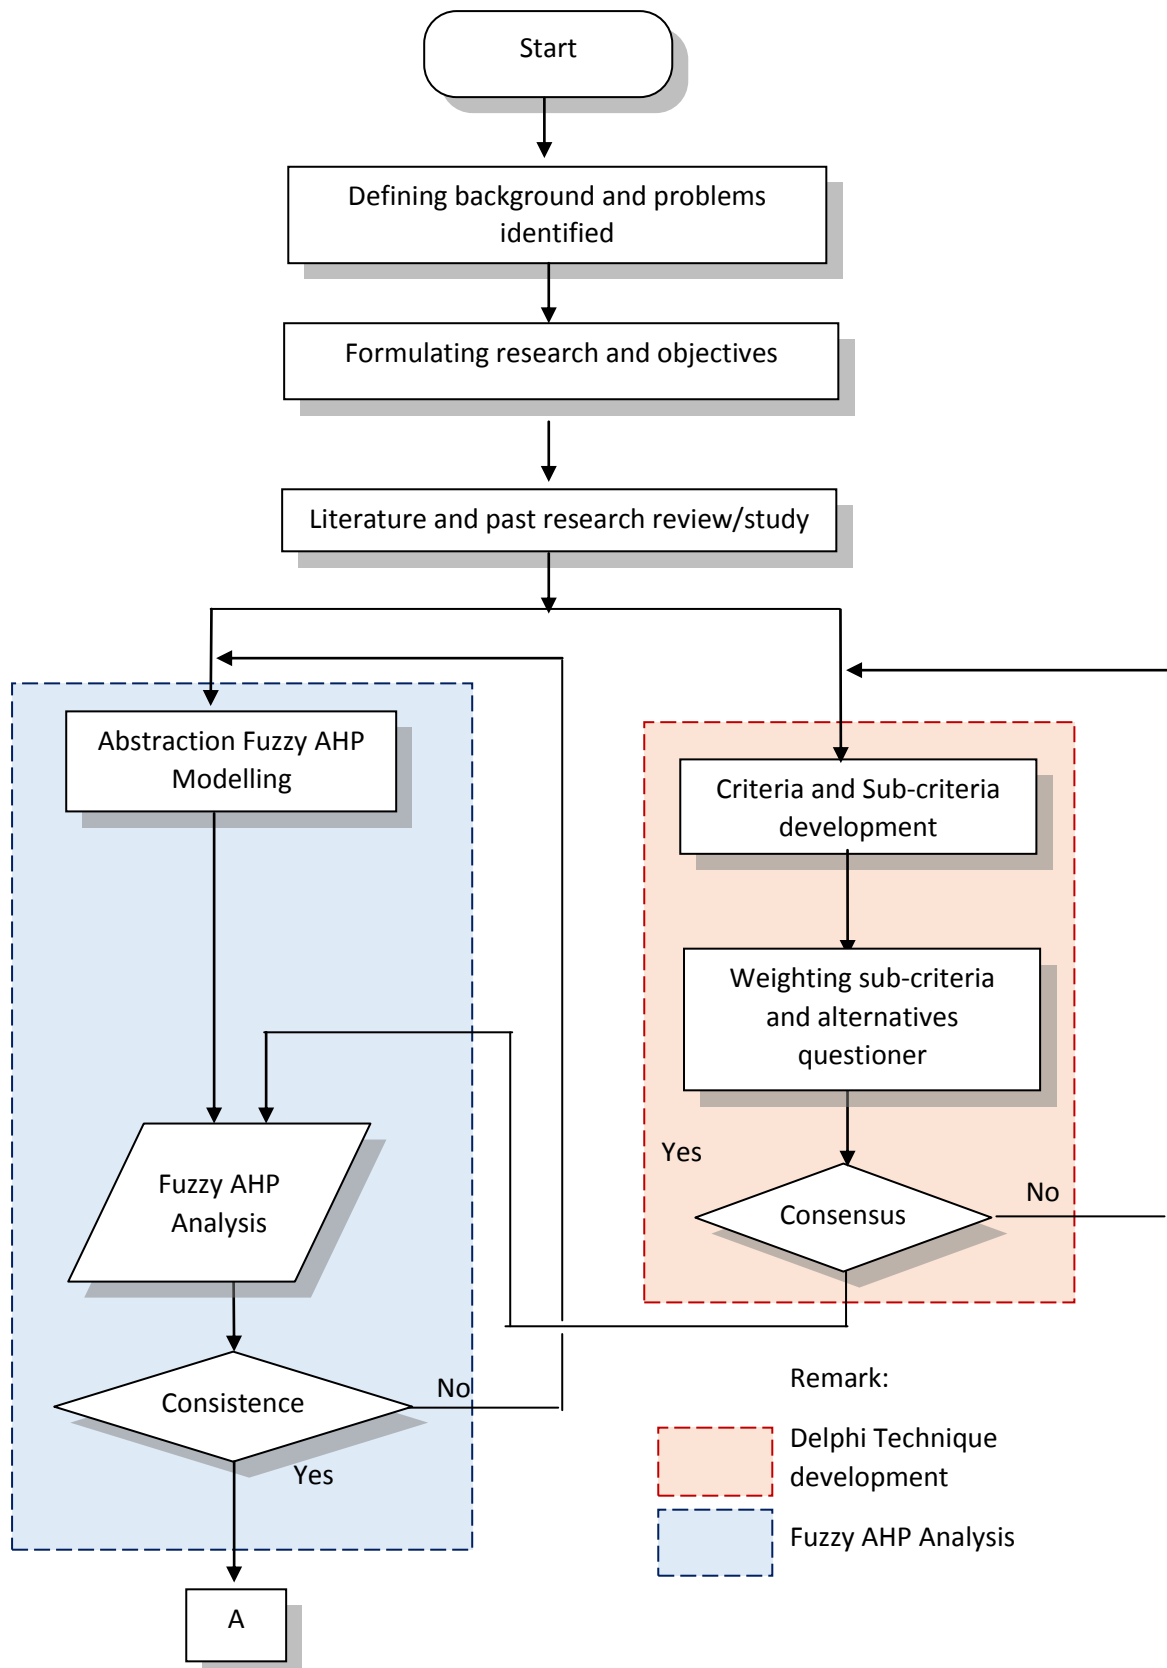 Start
Defining background and problems
identified
Formulating research and objectives
Literature and past research review/study
Abstraction Fuzzy AHP
Modelling
Criteria and Sub-criteria
development
Weighting sub-criteria
and alternatives
questioner
Yes
Fuzzy AHP
Analysis
No
Consensus
Consistence
No
Yes
A
Remark:
Delphi Technique
development
Fuzzy AHP Analysis